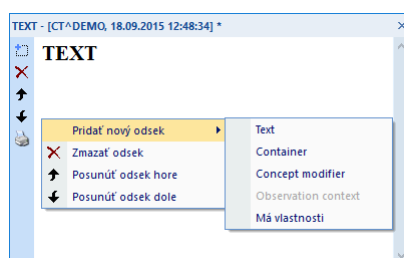 TEXT - [CT^DEMO, 18.09.2015 12:48:34] *
TEXT
Pridať nový odsek
Zmazať odsek
Posunúť odsek hore
Posunúť odsek dole
Text
Container
Concept modifier
Observation context
Má vlastnosti